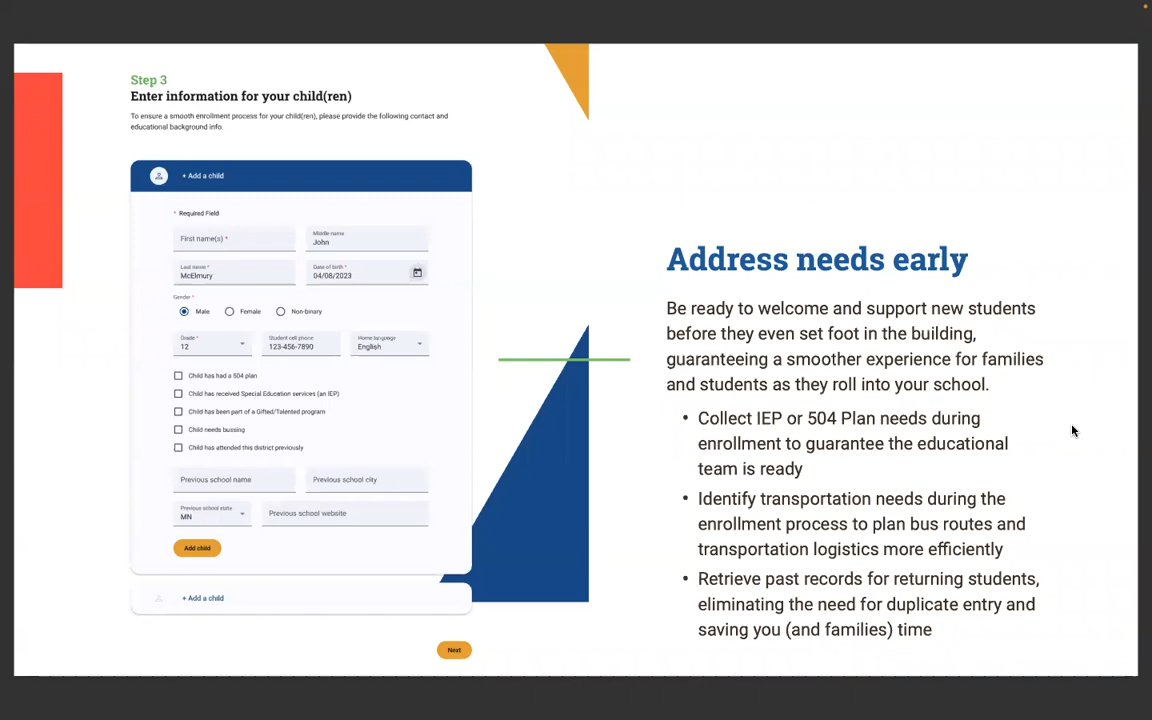 Step 3
Enter information for your child(ren)
To ensure a smooth enrollment process for your child(ren), please provide the following contact and
educational background info.
+ Add a child
* Required Field
First name(s) *
Middle name
John
Last name *
McElmury
Date of birth *
04/08/2023
Gender *
Male Female Non-binary
Grade *
12
Student cell phone
123-456-7890
Home language
English
Child has had a 504 plan
Child has received Special Education services (an IEP)
Child has been part of a Gifted/Talented program
Child needs bussing
Child has attended this district previously
Previous school name
Previous school city
Previous school state
MN
Previous school website
Add child
+ Add a child
Next
Address needs early
Be ready to welcome and support new students
before they even set foot in the building,
guaranteeing a smoother experience for families
and students as they roll into your school.
• Collect IEP or 504 Plan needs during
enrollment to guarantee the educational
team is ready
• Identify transportation needs during the
enrollment process to plan bus routes and
transportation logistics more efficiently
• Retrieve past records for returning students,
eliminating the need for duplicate entry and
saving you (and families) time